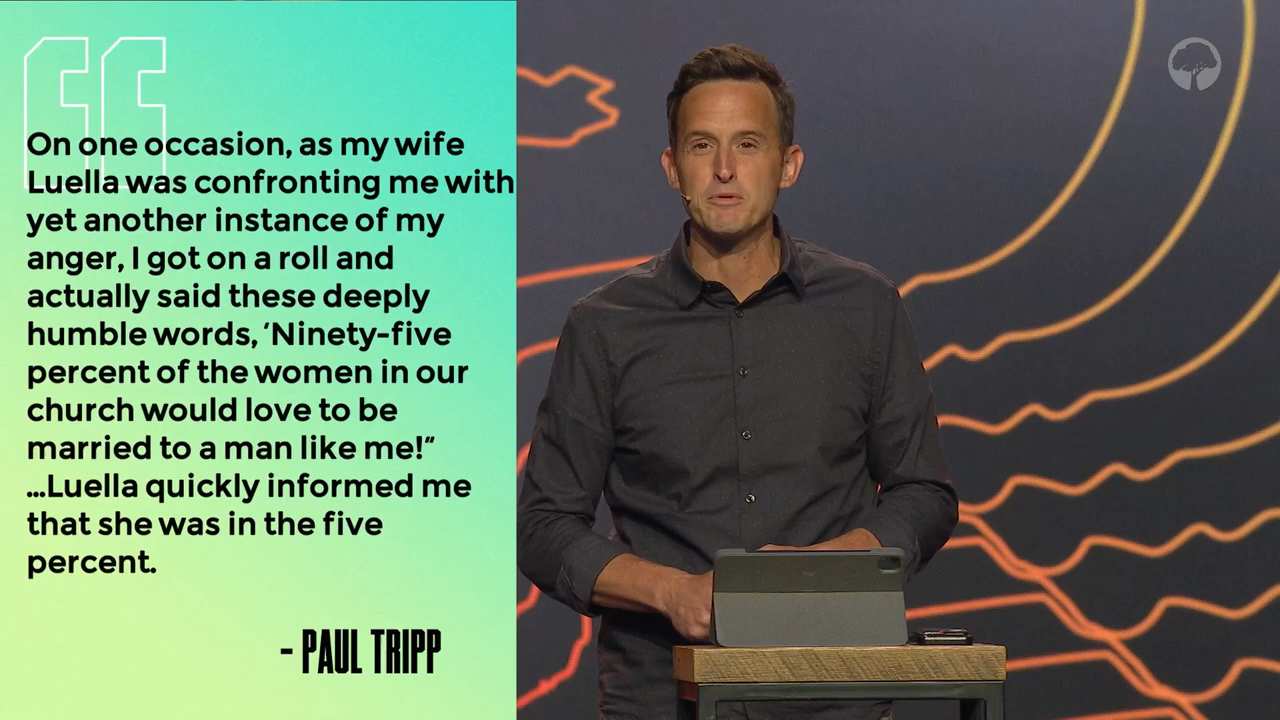 On one occasion, as my wife
Luella was confronting me with
yet another instance of my
anger, I got on a roll and
actually said these deeply
humble words, ‘Ninety-five
percent of the women in our
church would love to be
married to a man like me!”
...Luella quickly informed me
that she was in the five
percent.
- PAUL TRIPP